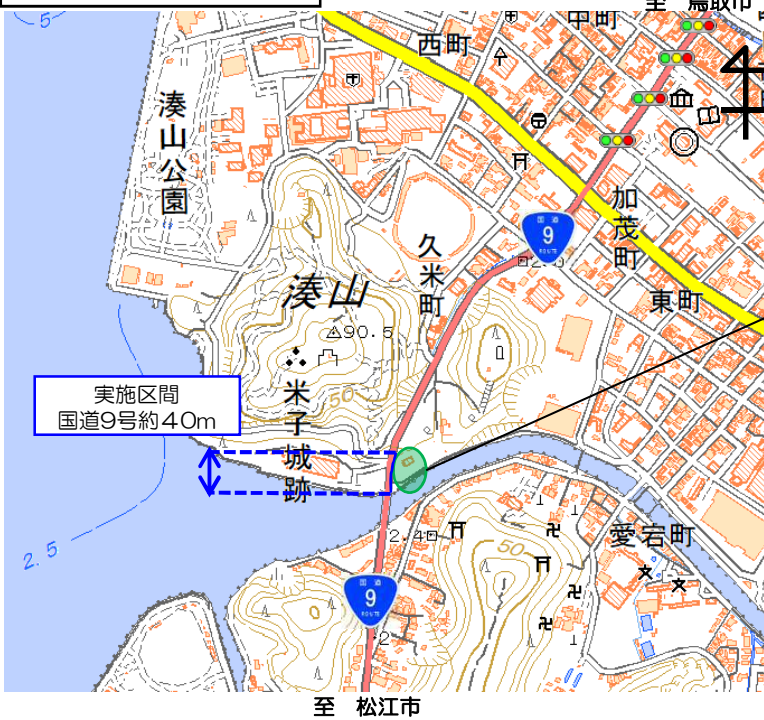 至 鳥取市
-5
西町
中町
湊山公園
国道
9
ROUTE
加茂町
久米町
湊山
東町
90.5
50
実施区間
国道9号約40m
米子城跡
2.5
2.4
50
愛宕町
国道
9
ROUTE
至 松江市